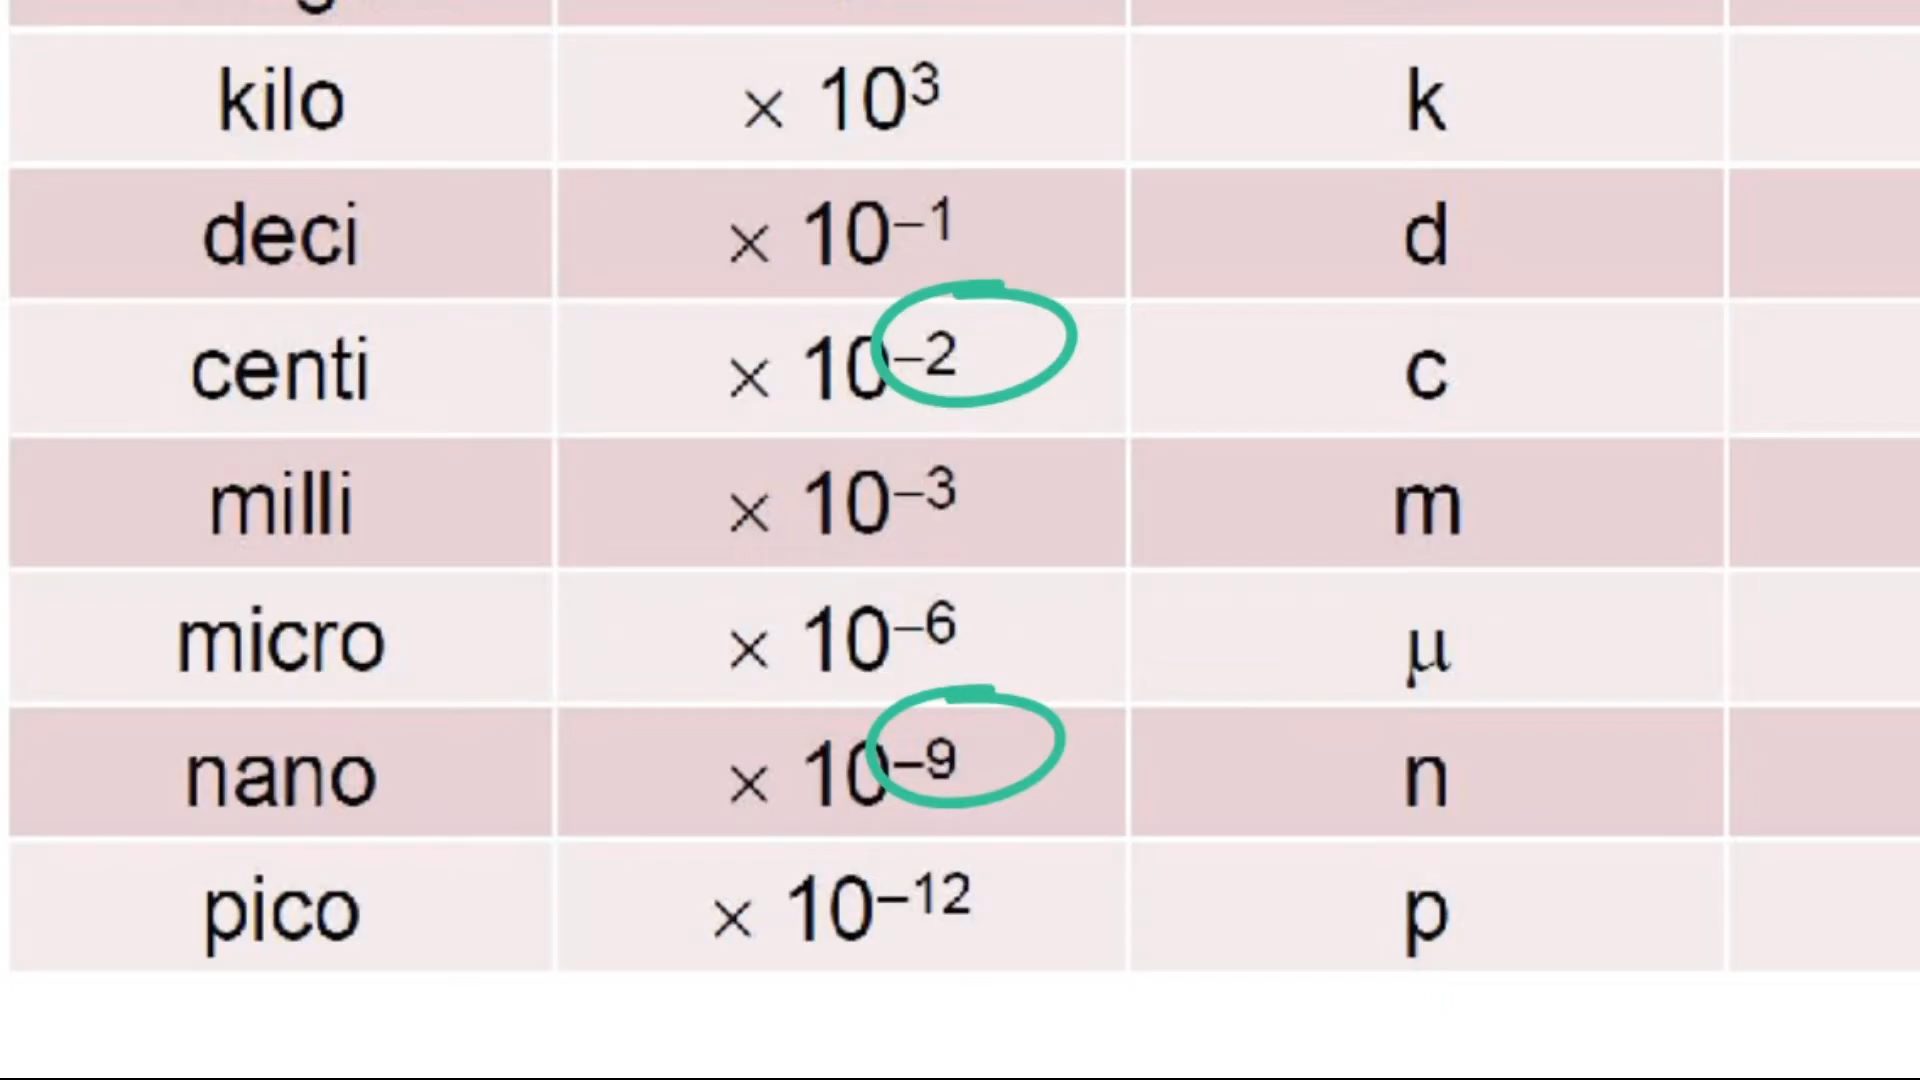 kilo × 10³ k
deci × 10⁻¹ d
centi × 10⁻² c
milli × 10⁻³ m
micro × 10⁻⁶ μ
nano × 10⁻⁹ n
pico × 10⁻¹² p